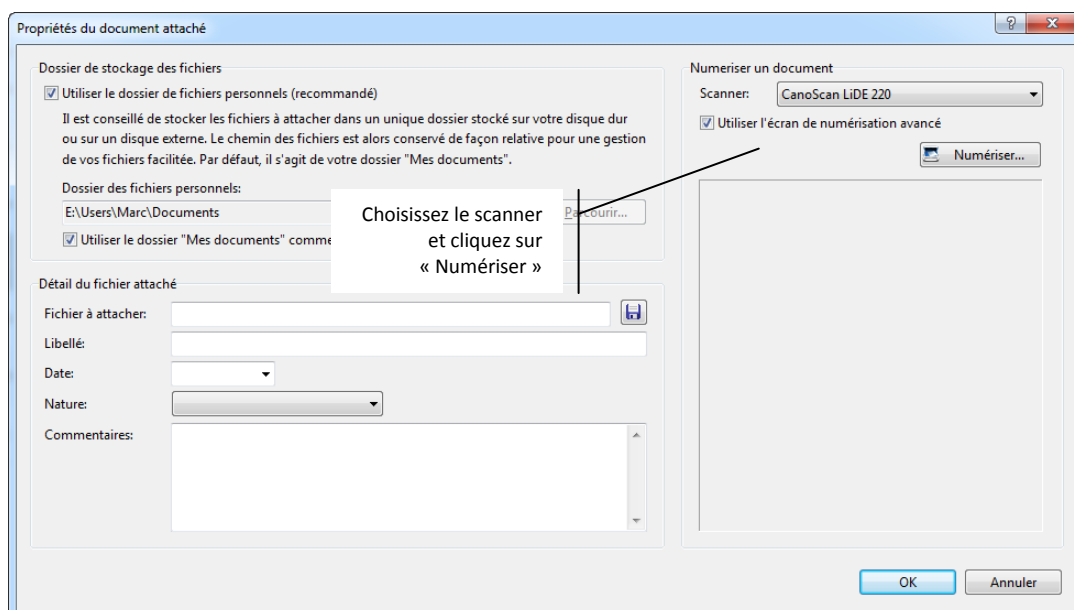 Propriétés du document attaché
Dossier de stockage des fichiers
Utiliser le dossier de fichiers personnels (recommandé)
Il est conseillé de stocker les fichiers à attacher dans un unique dossier stocké sur votre disque dur
ou sur un disque externe. Le chemin des fichiers est alors conservé de façon relative pour une gestion
de vos fichiers facilitée. Par défaut, il s'agit de votre dossier "Mes documents".
Dossier des fichiers personnels:
E:\Users\Marc\Documents
Parcourir...
Utiliser le dossier "Mes documents" comme
Choisissez le scanner
et cliquez sur
« Numériser »
Détail du fichier attaché
Fichier à attacher:
Libellé:
Date:
Nature:
Commentaires:
Numeriser un document
Scanner: CanoScan LiDE 220
Utiliser l'écran de numérisation avancé
Numériser...
OK
Annuler